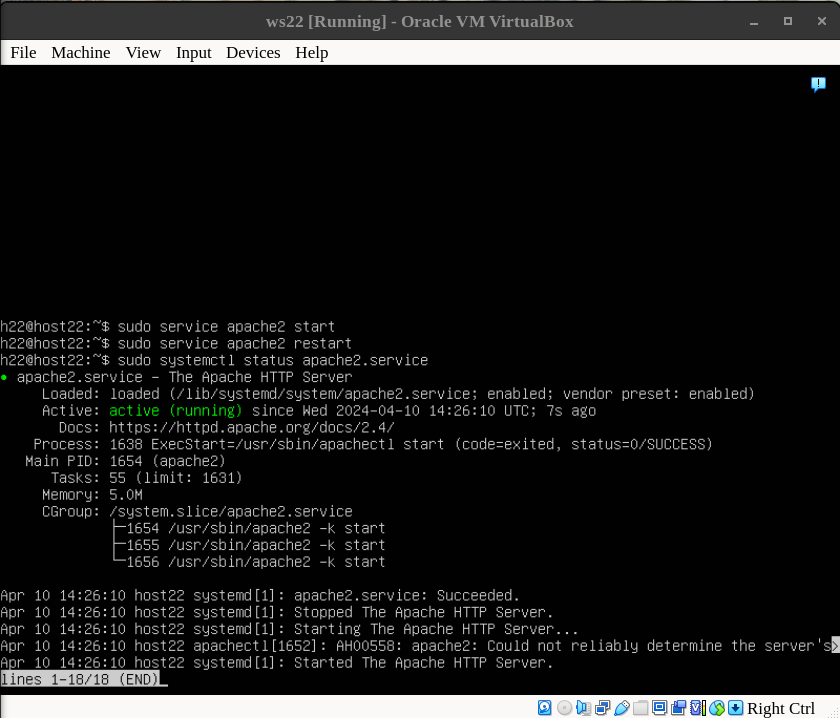 ws22 [Running] - Oracle VM VirtualBox
File Machine View Input Devices Help
h22@host22:~$ sudo service apache2 start
h22@host22:~$ sudo service apache2 restart
h22@host22:~$ sudo systemctl status apache2.service
● apache2.service - The Apache HTTP Server
Loaded: loaded (/lib/systemd/system/apache2.service; enabled; vendor preset: enabled)
Active: active (running) since Wed 2024-04-10 14:26:10 UTC; 7s ago
Docs: https://httpd.apache.org/docs/2.4/
Process: 1638 ExecStart=/usr/sbin/apachectl start (code=exited, status=0/SUCCESS)
Main PID: 1654 (apache2)
Tasks: 55 (limit: 1631)
Memory: 5.0M
CGroup: /system.slice/apache2.service
├─1654 /usr/sbin/apache2 -k start
├─1655 /usr/sbin/apache2 -k start
└─1656 /usr/sbin/apache2 -k start
Apr 10 14:26:10 host22 systemd[1]: apache2.service: Succeeded.
Apr 10 14:26:10 host22 systemd[1]: Stopped The Apache HTTP Server.
Apr 10 14:26:10 host22 systemd[1]: Starting The Apache HTTP Server...
Apr 10 14:26:10 host22 apachectl[1652]: AH00558: apache2: Could not reliably determine the server's>
Apr 10 14:26:10 host22 systemd[1]: Started The Apache HTTP Server.
lines 1-18/18 (END)
Right Ctrl